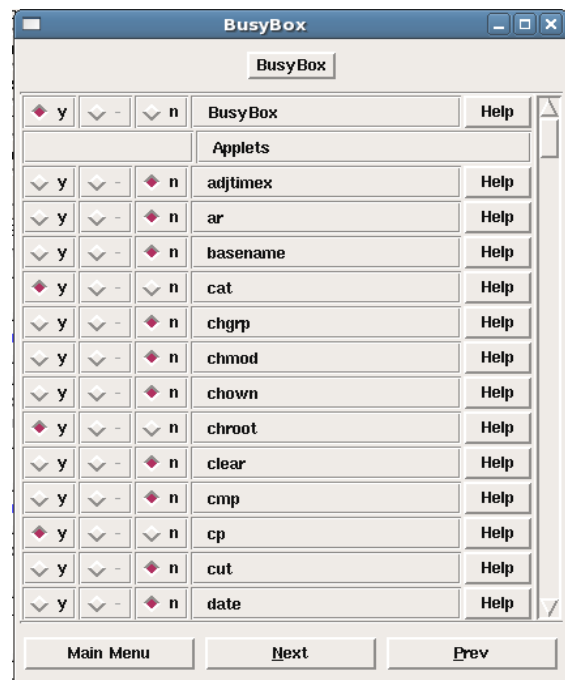 BusyBox
BusyBox
y - n BusyBox Help
Applets
y - n adjtimex Help
y - n ar Help
y - n basename Help
y - n cat Help
y - n chgrp Help
y - n chmod Help
y - n chown Help
y - n chroot Help
y - n clear Help
y - n cmp Help
y - n cp Help
y - n cut Help
y - n date Help
Main Menu Next Prev